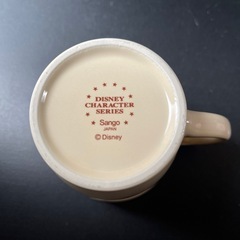 DISNEY
CHARACTER
SERIES
Sango
JAPAN
© Disney